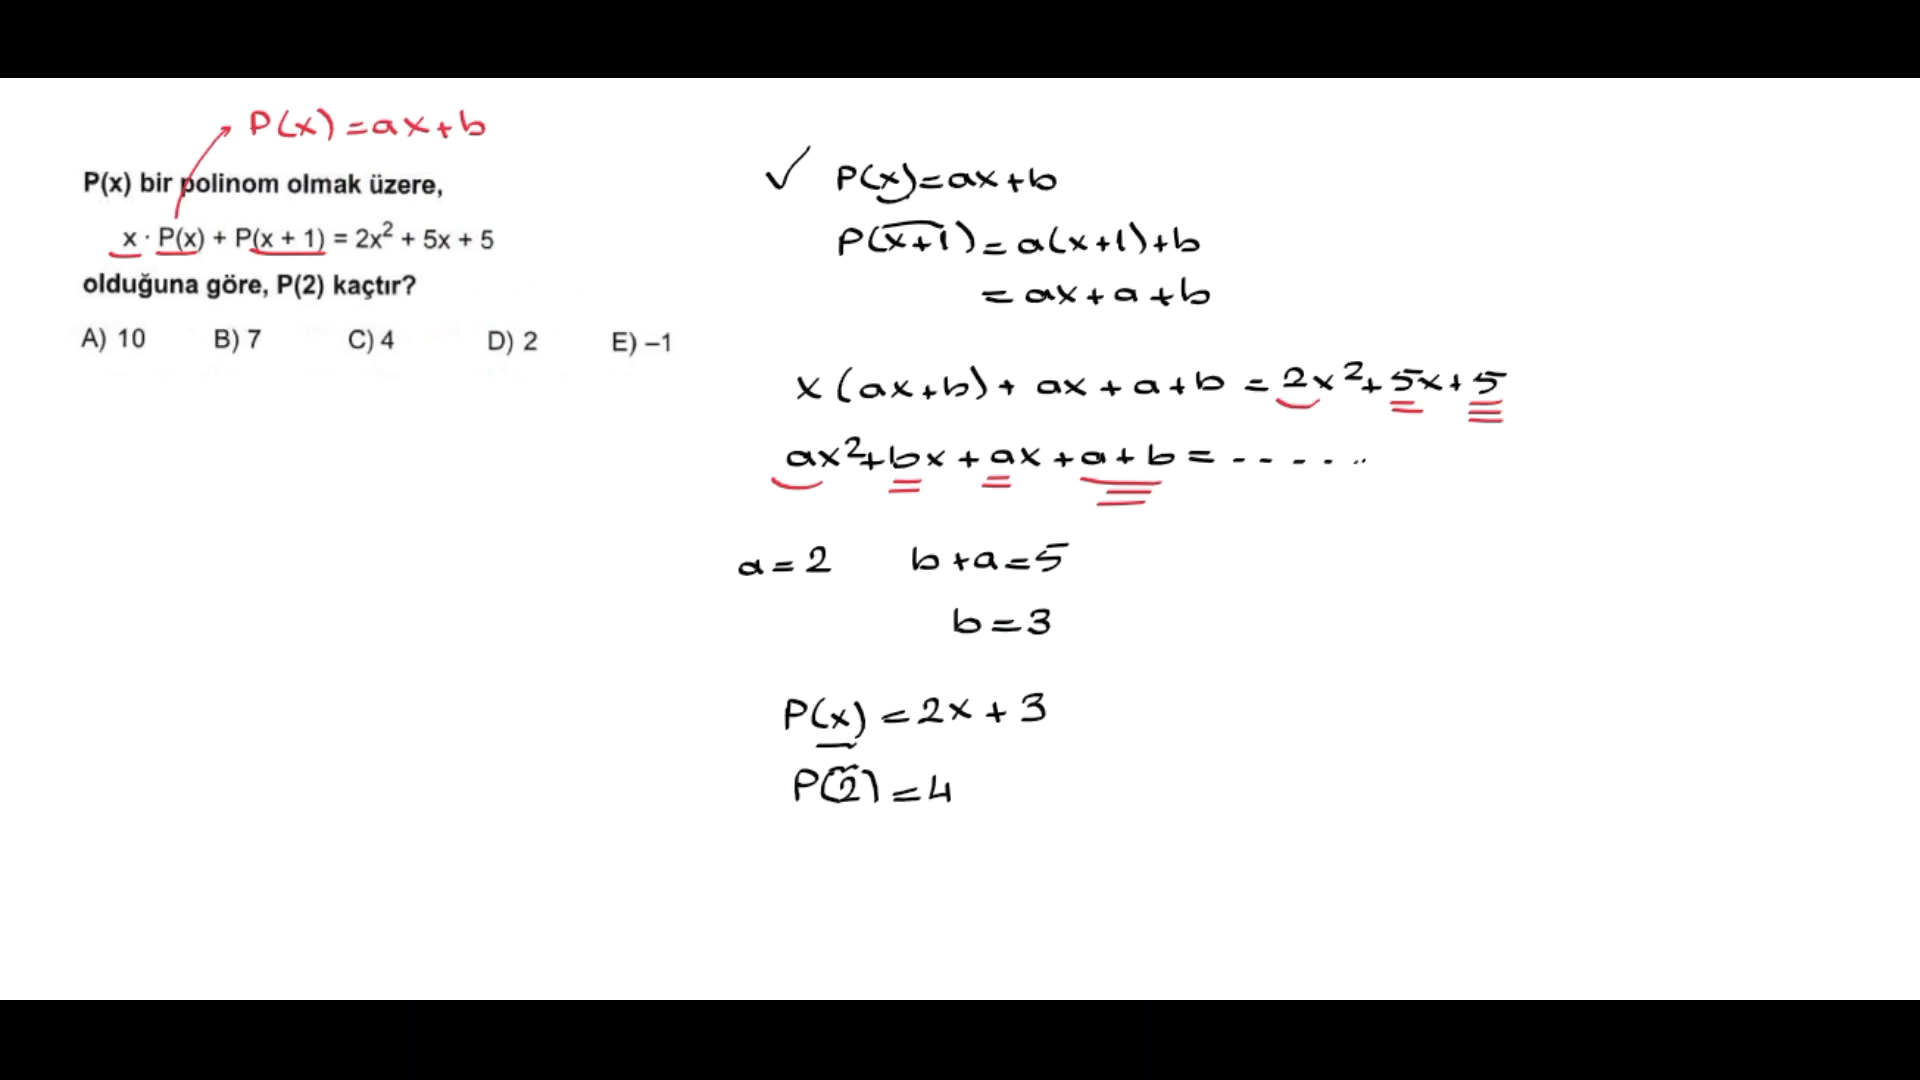 P(x) = ax + b
P(x) bir polinom olmak üzere,
x · P(x) + P(x + 1) = 2x² + 5x + 5
olduğuna göre, P(2) kaçtır?
A) 10 B) 7 C) 4 D) 2 E) –1
✓ P(x) = ax + b
P(x+1) = a(x+1) + b
= ax + a + b
x (ax + b) + ax + a + b = 2x² + 5x + 5
ax² + bx + ax + a + b = - - - - ..
a = 2 b + a = 5
b = 3
P(x) = 2x + 3
P(2) = 4